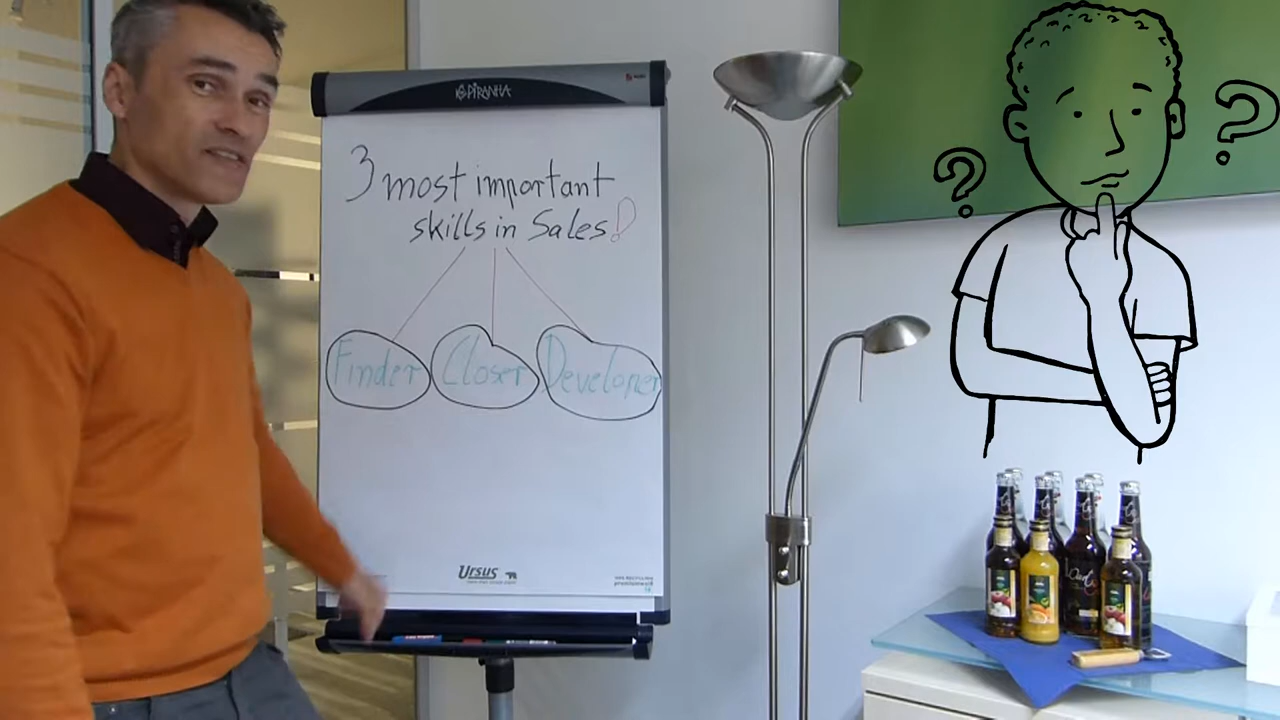 PiRANHA
3 most important
skills in Sales!
Finder
Closer
Developer
Ursus
?
?